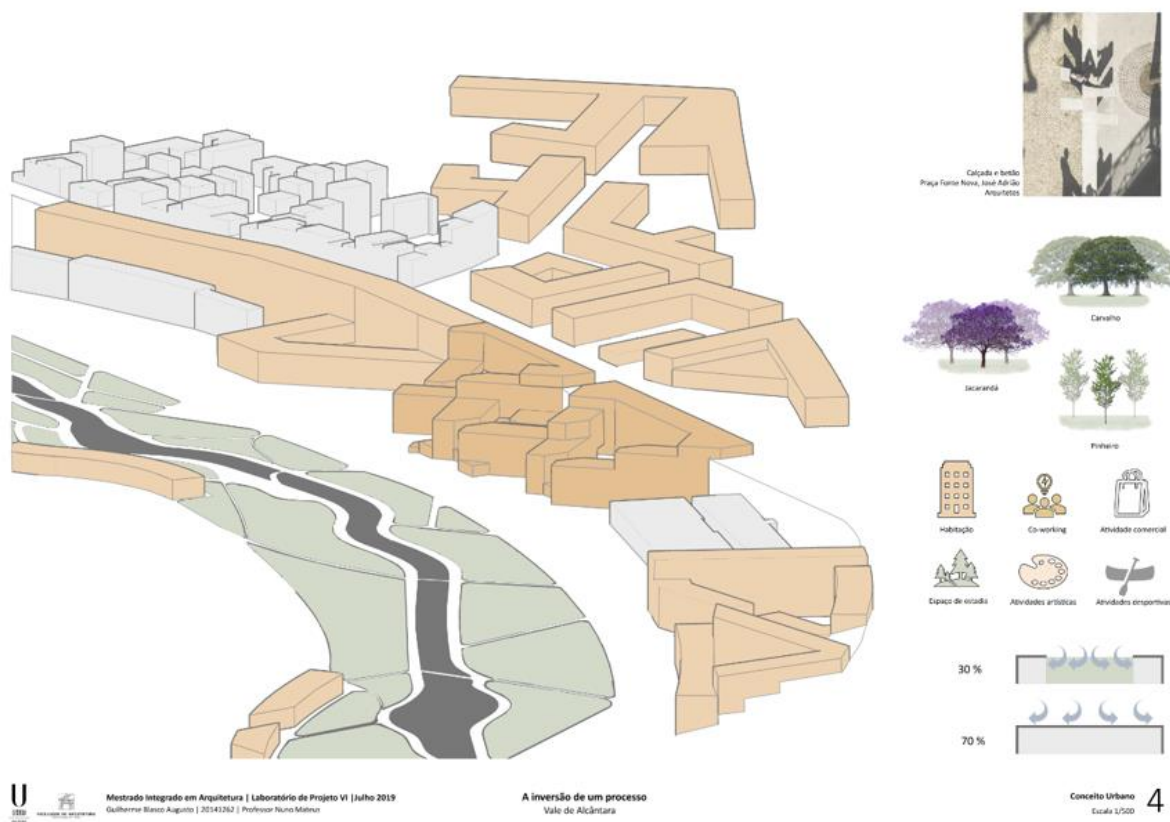 Calçada e betão
Praça Fonte Nova, José Adrião
Arquitetos
Carvalho
Jacarandá
Pinheiro
Habitação
Co-working
Atividade comercial
Espaço de estadia
Atividades artísticas
Atividades desportivas
30 %
70 %
U
Mestrado Integrado em Arquitetura | Laboratório de Projeto VI |Julho 2019
Guilherme Blasco Augusto | 20141262 | Professor Nuno Mateus
A inversão de um processo
Vale de Alcântara
Conceito Urbano
Escala 1/500
4